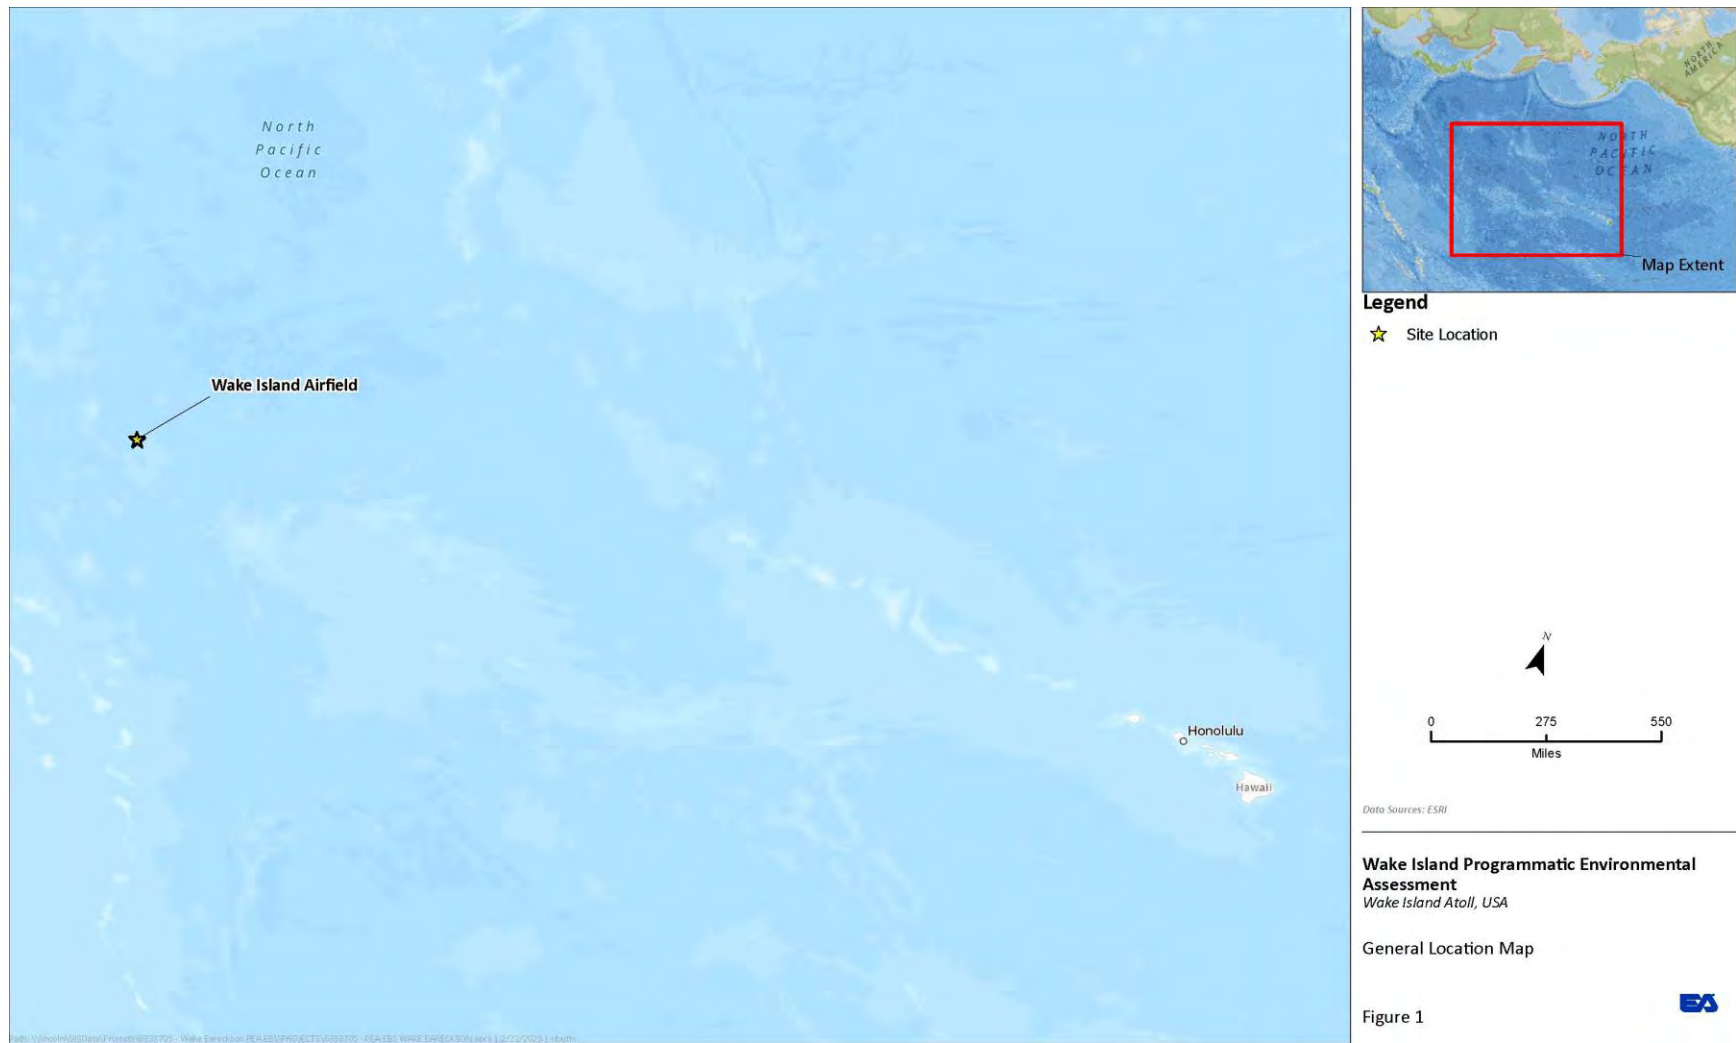 North
Pacific
Ocean
Wake Island Airfield
Honolulu
Hawaii
NORTH
AMERICA
NORTH
PACIFIC
OCEAN
Map Extent
Legend
Site Location
N
0 275 550
Miles
Data Sources: ESRI
Wake Island Programmatic Environmental
Assessment
Wake Island Atoll, USA
General Location Map
Figure 1
EA